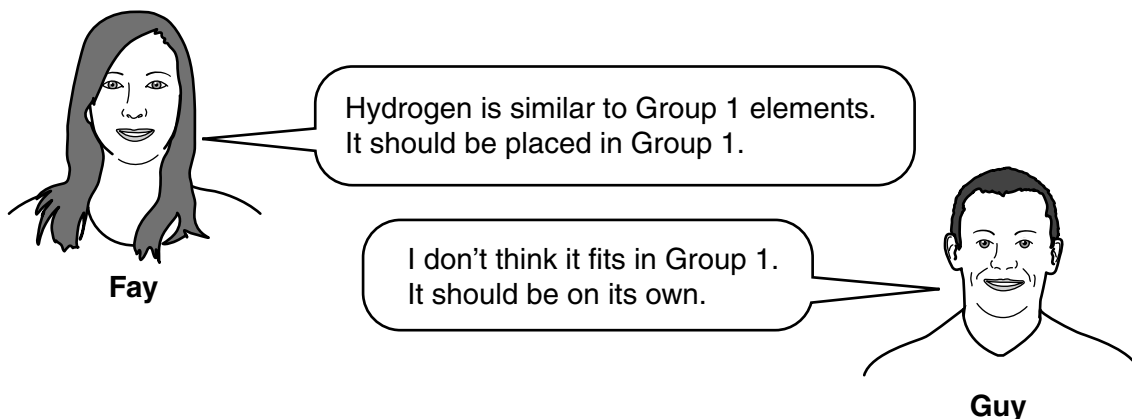 Hydrogen is similar to Group 1 elements.
It should be placed in Group 1.
Fay
I don’t think it fits in Group 1.
It should be on its own.
Guy